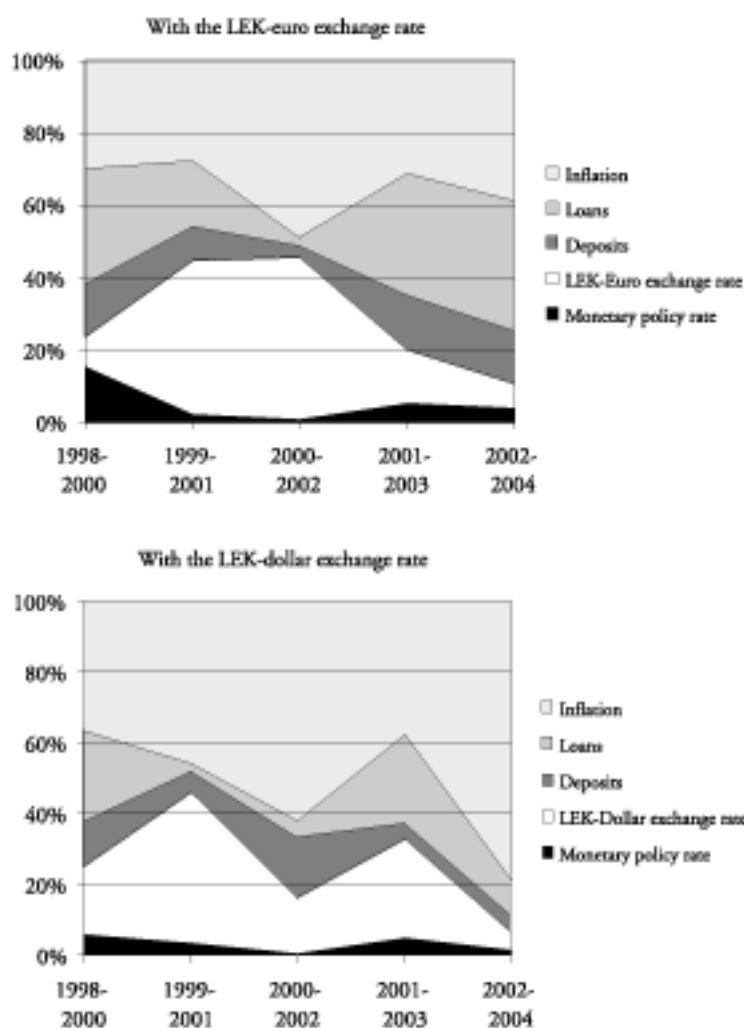 With the LEK-euro exchange rate
100%
80%
60%
40%
20%
0%
1998-
2000
1999-
2001
2000-
2002
2001-
2003
2002-
2004
Inflation
Loans
Deposits
LEK-Euro exchange rate
Monetary policy rate
With the LEK-dollar exchange rate
100%
80%
60%
40%
20%
0%
1998-
2000
1999-
2001
2000-
2002
2001-
2003
2002-
2004
Inflation
Loans
Deposits
LEK-Dollar exchange rate
Monetary policy rate